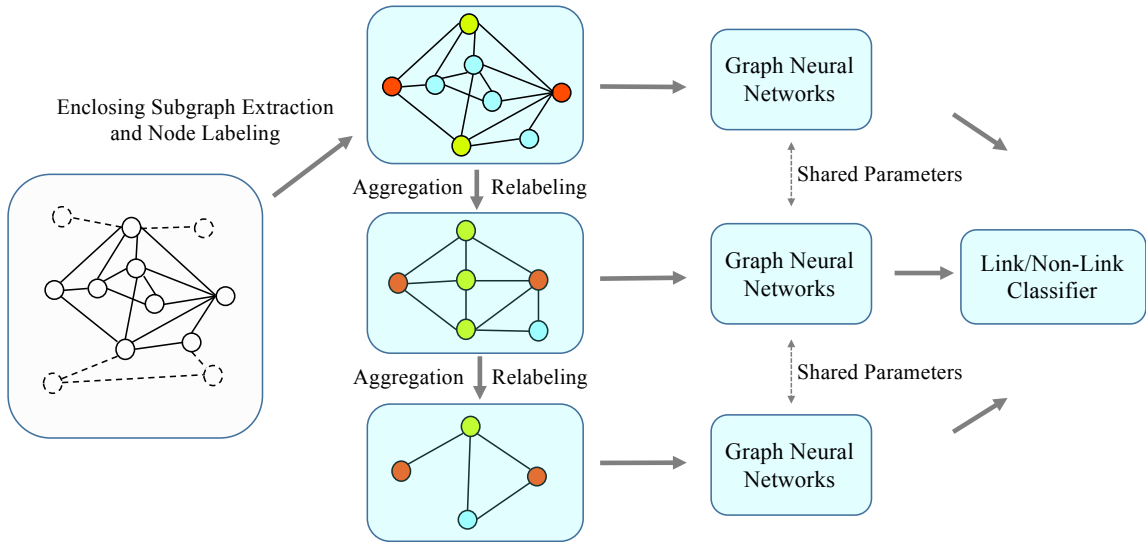 Enclosing Subgraph Extraction
and Node Labeling
Graph Neural
Networks
Aggregation Relabeling
Shared Parameters
Graph Neural
Networks
Link/Non-Link
Classifier
Aggregation Relabeling
Shared Parameters
Graph Neural
Networks